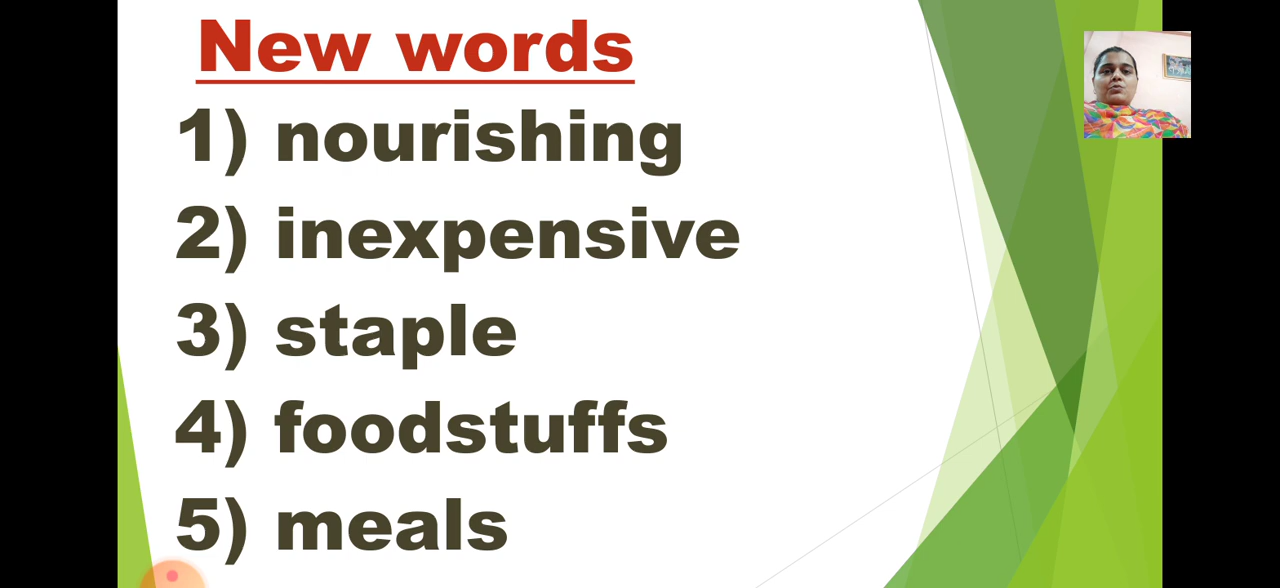 New words
1) nourishing
2) inexpensive
3) staple
4) foodstuffs
5) meals